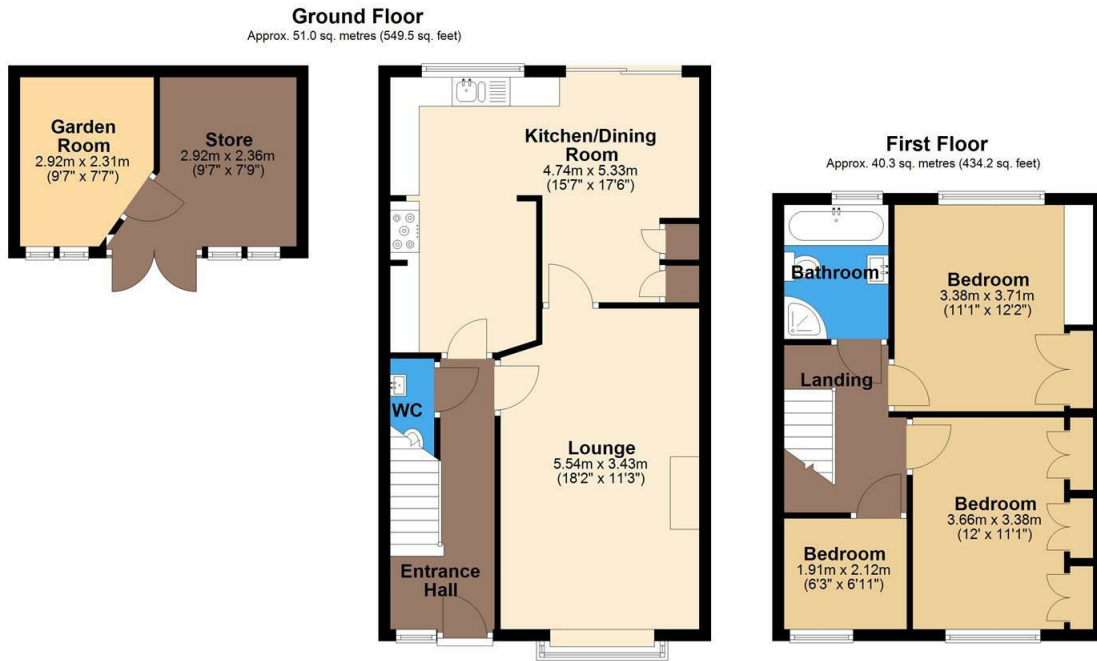 Ground Floor
Approx. 51.0 sq. metres (549.5 sq. feet)
Garden
Room
2.92m x 2.31m
(9'7" x 7'7")
Store
2.92m x 2.36m
(9'7" x 7'9")
Kitchen/Dining
Room
4.74m x 5.33m
(15'7" x 17'6")
WC
Lounge
5.54m x 3.43m
(18'2" x 11'3")
Entrance
Hall
First Floor
Approx. 40.3 sq. metres (434.2 sq. feet)
Bathroom
Bedroom
3.38m x 3.71m
(11'1" x 12'2")
Landing
Bedroom
3.66m x 3.38m
(12' x 11'1")
Bedroom
1.91m x 2.12m
(6'3" x 6'11")